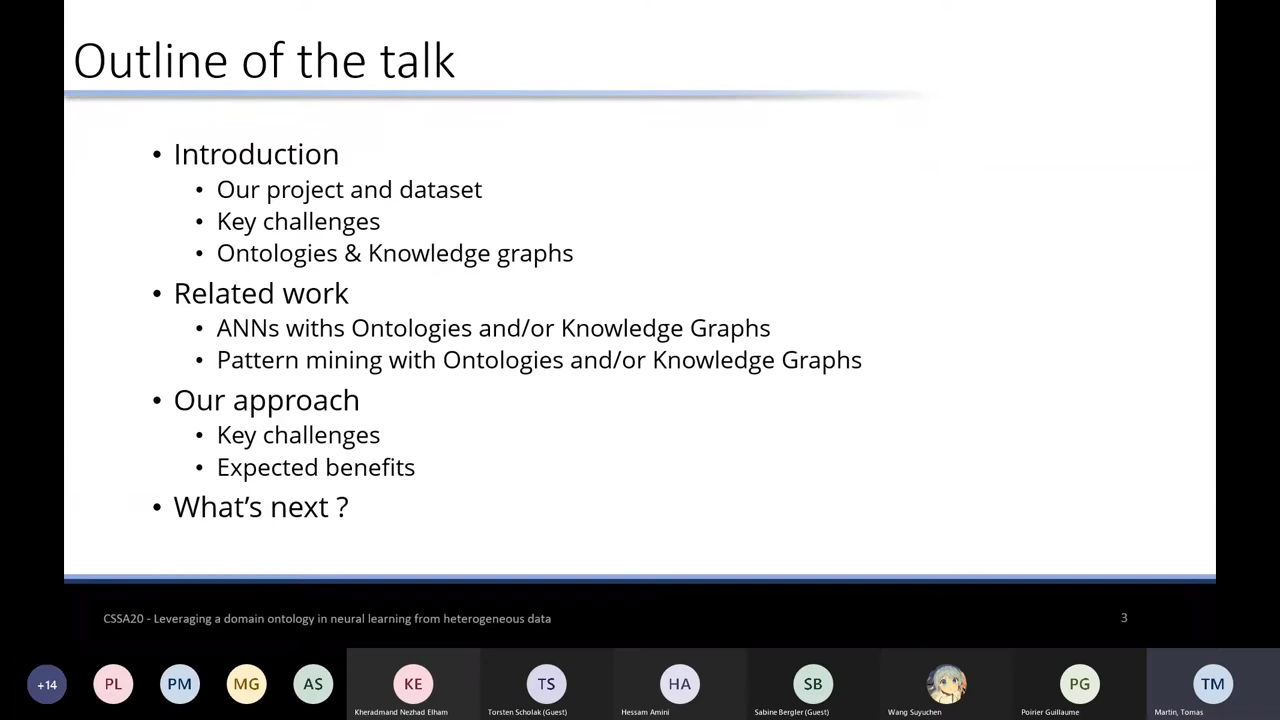 Outline of the talk
• Introduction
• Our project and dataset
• Key challenges
• Ontologies & Knowledge graphs
• Related work
• ANNs withs Ontologies and/or Knowledge Graphs
• Pattern mining with Ontologies and/or Knowledge Graphs
• Our approach
• Key challenges
• Expected benefits
• What’s next ?
CSSA20 - Leveraging a domain ontology in neural learning from heterogeneous data
3
+14
PL
PM
MG
AS
KE
TS
HA
SB
PG
TM
Kheradmand Nezhad Elham
Torsten Scholak (Guest)
Hessam Amini
Sabine Bergler (Guest)
Wang Suyuchen
Poirier Guillaume
Martin, Tomas